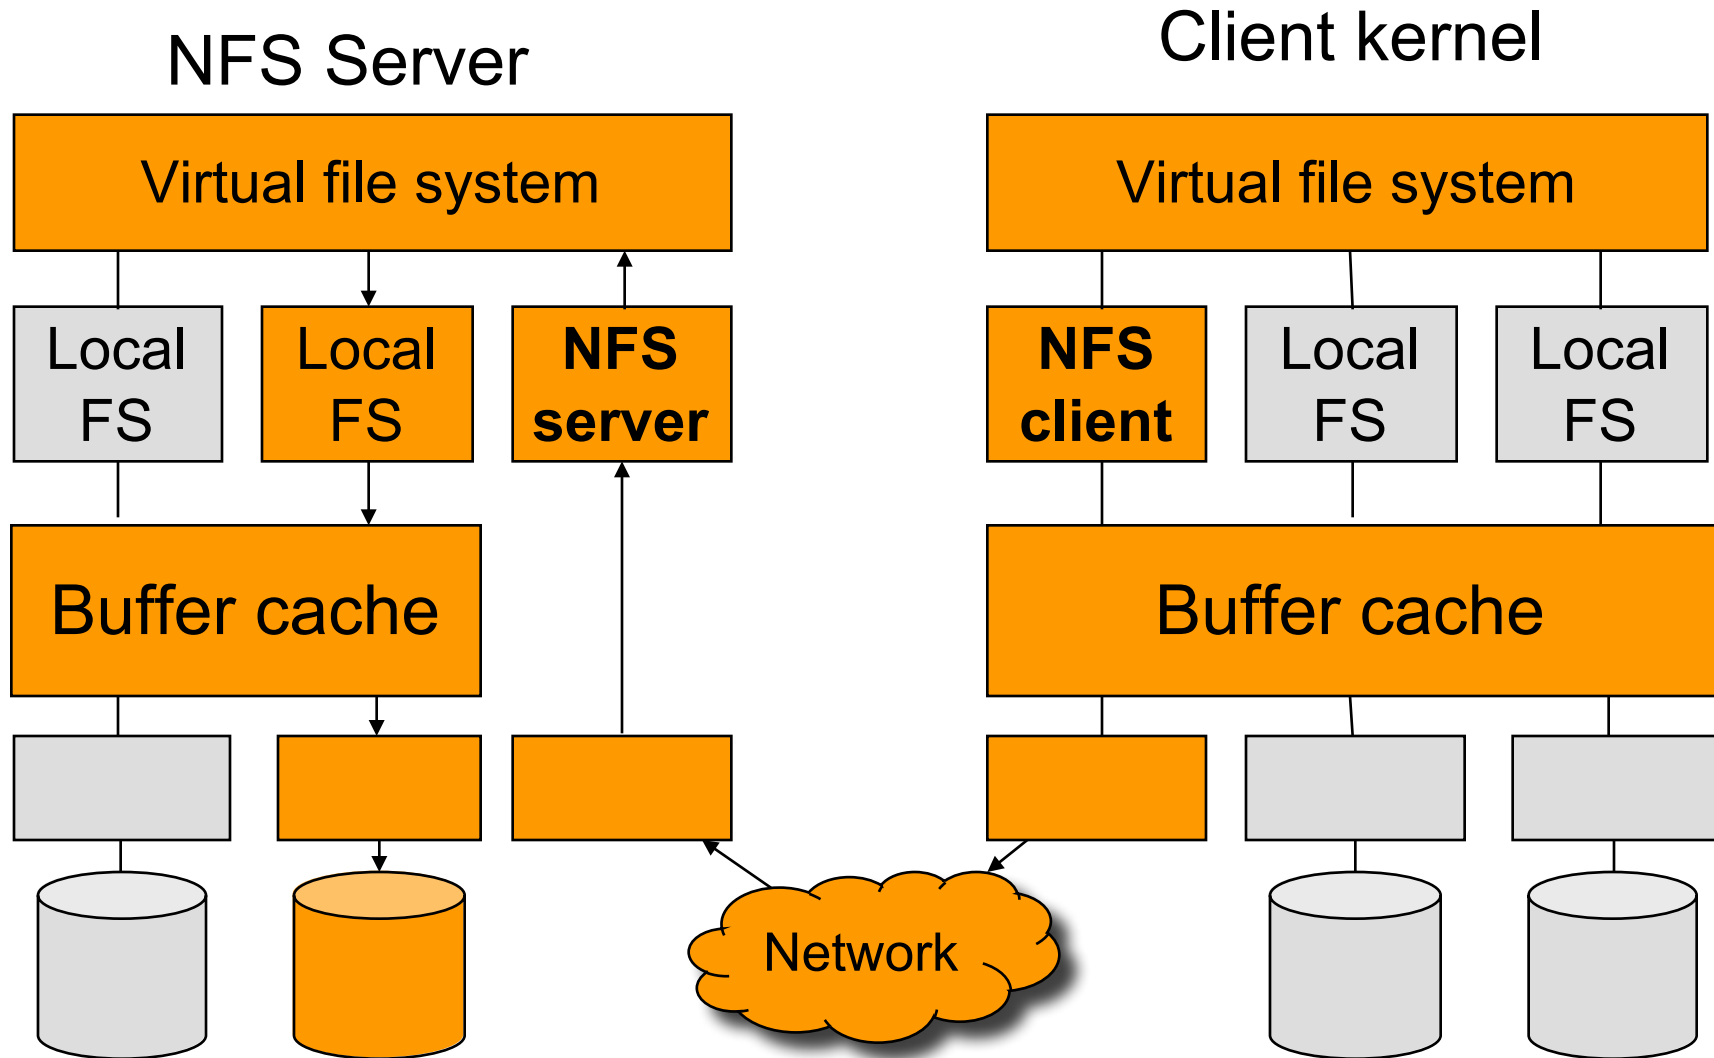 NFS Server
Client kernel
Virtual file system
Virtual file system
Local
FS
Local
FS
NFS
server
NFS
client
Local
FS
Local
FS
Buffer cache
Buffer cache
Network